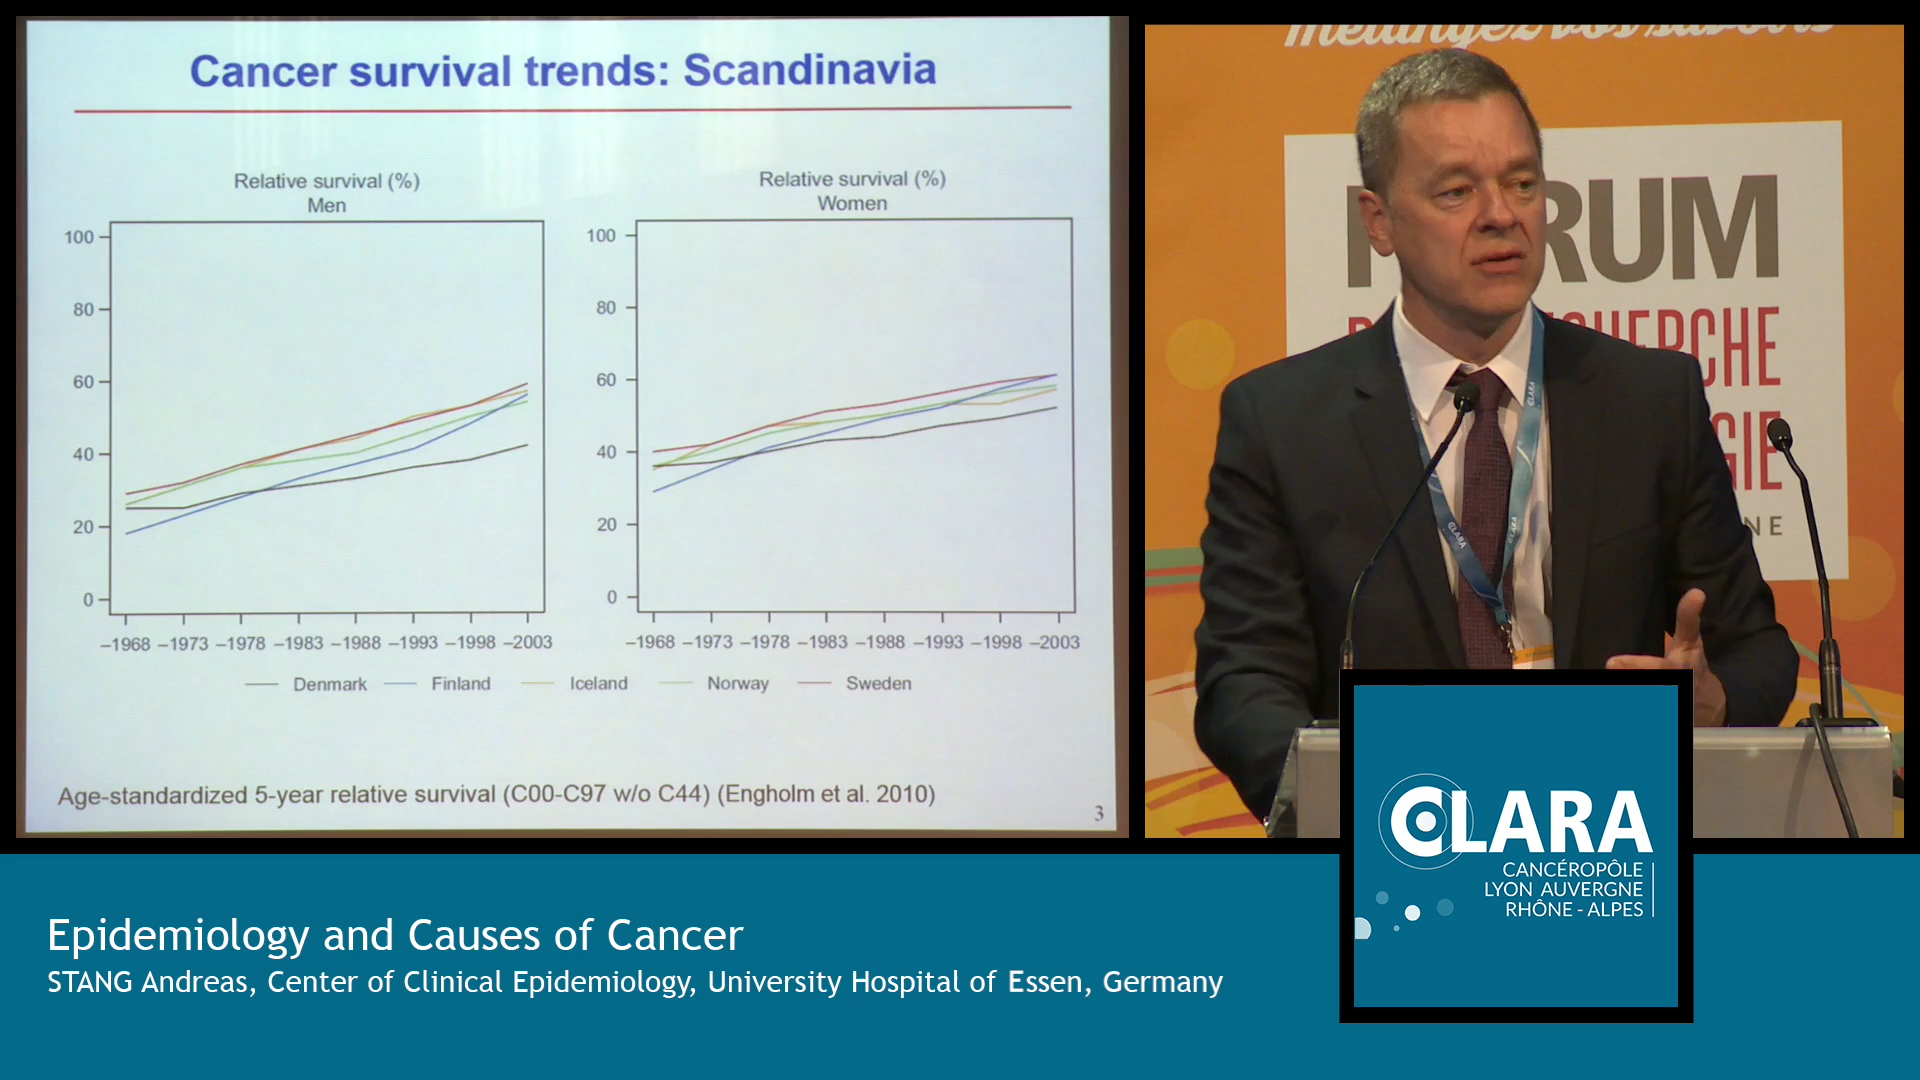 Cancer survival trends: Scandinavia
Relative survival (%)
Men
100
80
60
40
20
0
–1968 –1973 –1978 –1983 –1988 –1993 –1998 –2003
Relative survival (%)
Women
100
80
60
40
20
0
–1968 –1973 –1978 –1983 –1988 –1993 –1998 –2003
Denmark Finland Iceland Norway Sweden
Age-standardized 5-year relative survival (C00-C97 w/o C44) (Engholm et al. 2010)
3
RUM
CLARA
CLARA
CLARA
CLARA
CANCÉROPÔLE
LYON AUVERGNE
RHÔNE - ALPES
Epidemiology and Causes of Cancer
STANG Andreas, Center of Clinical Epidemiology, University Hospital of Essen, Germany